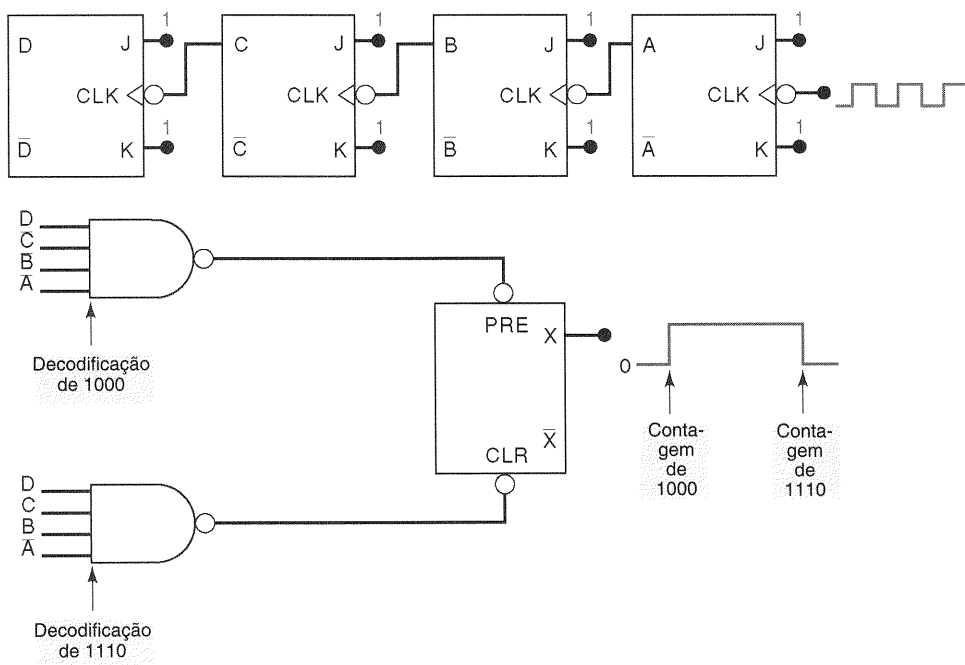 1 1 1 1
D J C J B J A J
CLK CLK CLK CLK
1 1 1 1
D̅ K C̅ K B̅ K A̅ K
D
C̅
B̅
A̅
Decodificação
de 1000
PRE X
X̅
CLR
0
Conta-
gem
de
1000
Conta-
gem
de
1110
D
C
B
A̅
Decodificação
de 1110